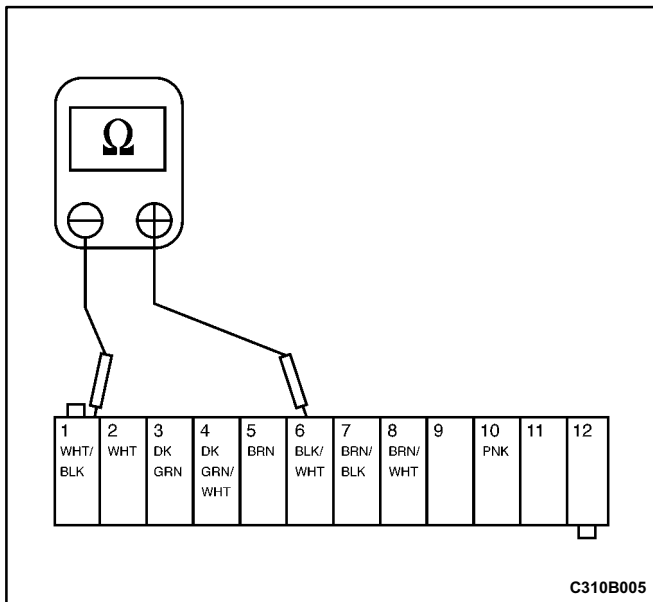 Ω
1 2 3 4 5 6 7 8 9 10 11 12
WHT/ WHT DK DK BRN BLK/ BRN/ BRN/ PNK
BLK GRN GRN/ WHT BLK WHT
WHT
C310B005